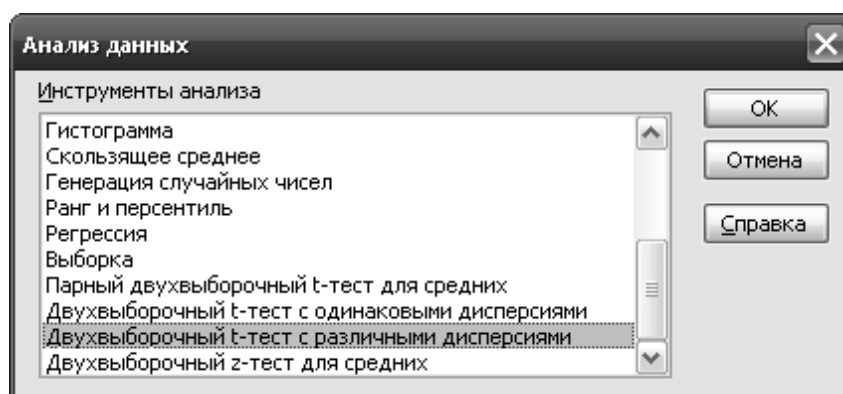 Анализ данных
Инструменты анализа
Гистограмма
Скользящее среднее
Генерация случайных чисел
Ранг и персентиль
Регрессия
Выборка
Парный двухвыборочный t-тест для средних
Двухвыборочный t-тест с одинаковыми дисперсиями
Двухвыборочный t-тест с различными дисперсиями
Двухвыборочный z-тест для средних
ОК
Отмена
Справка